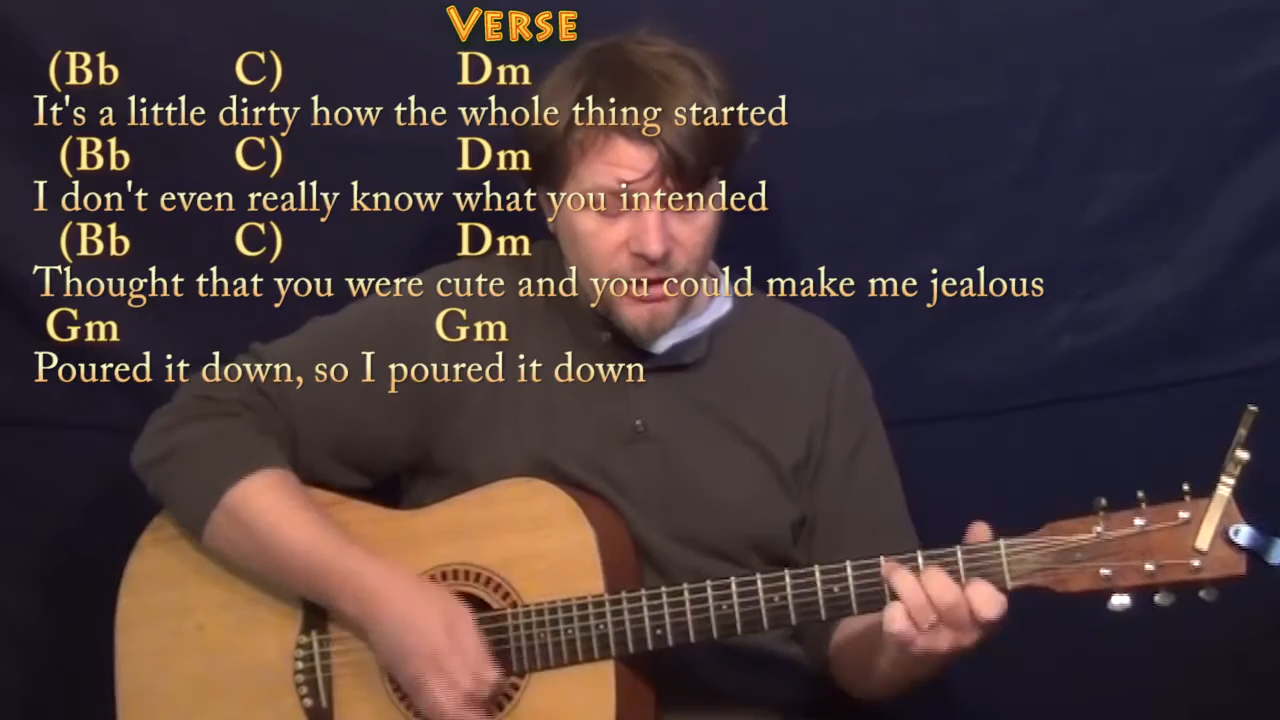 VERSE
(Bb C) Dm
It's a little dirty how the whole thing started
(Bb C) Dm
I don't even really know what you intended
(Bb C) Dm
Thought that you were cute and you could make me jealous
Gm Gm
Poured it down, so I poured it down